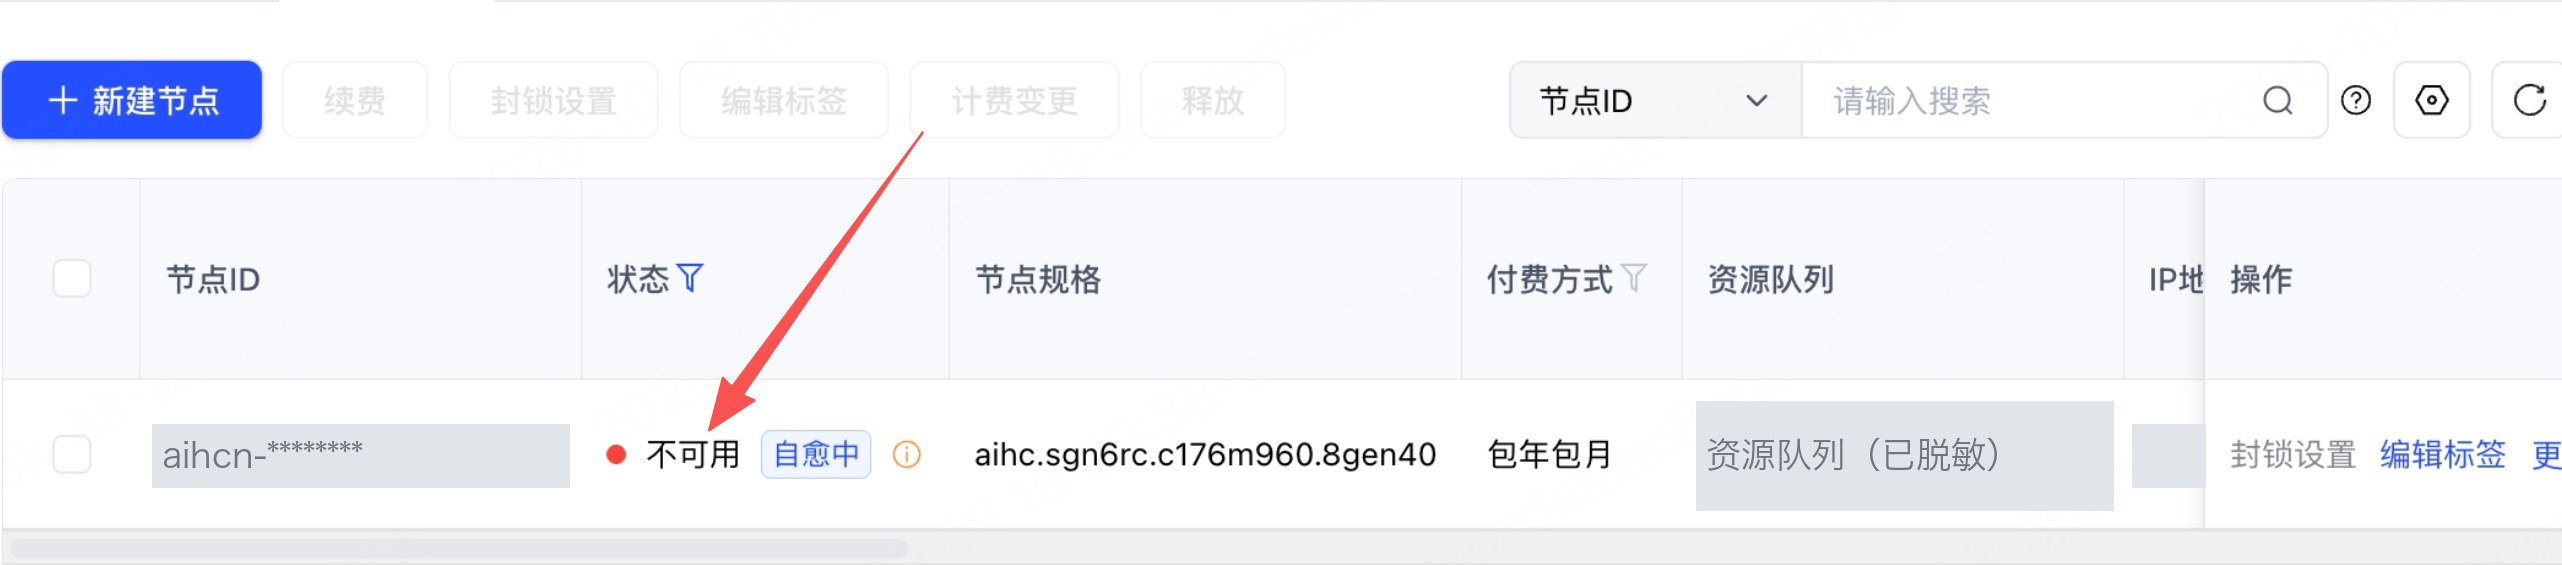 新建节点 续费 封锁设置 编辑标签 计费变更 释放 节点ID 请输入搜索
节点ID 状态 节点规格 付费方式 资源队列 IP地 操作
aihcn-******** 不可用 自愈中 aihc.sgn6rc.c176m960.8gen40 包年包月 资源队列（已脱敏） 封锁设置 编辑标签 更